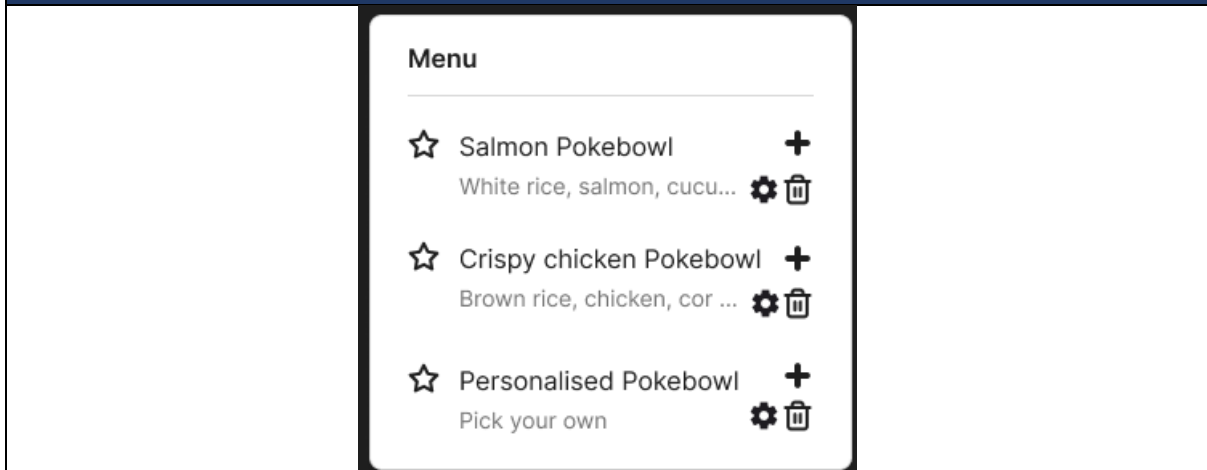 Menu
Salmon Pokebowl
White rice, salmon, cucu...
Crispy chicken Pokebowl
Brown rice, chicken, cor ...
Personalised Pokebowl
Pick your own